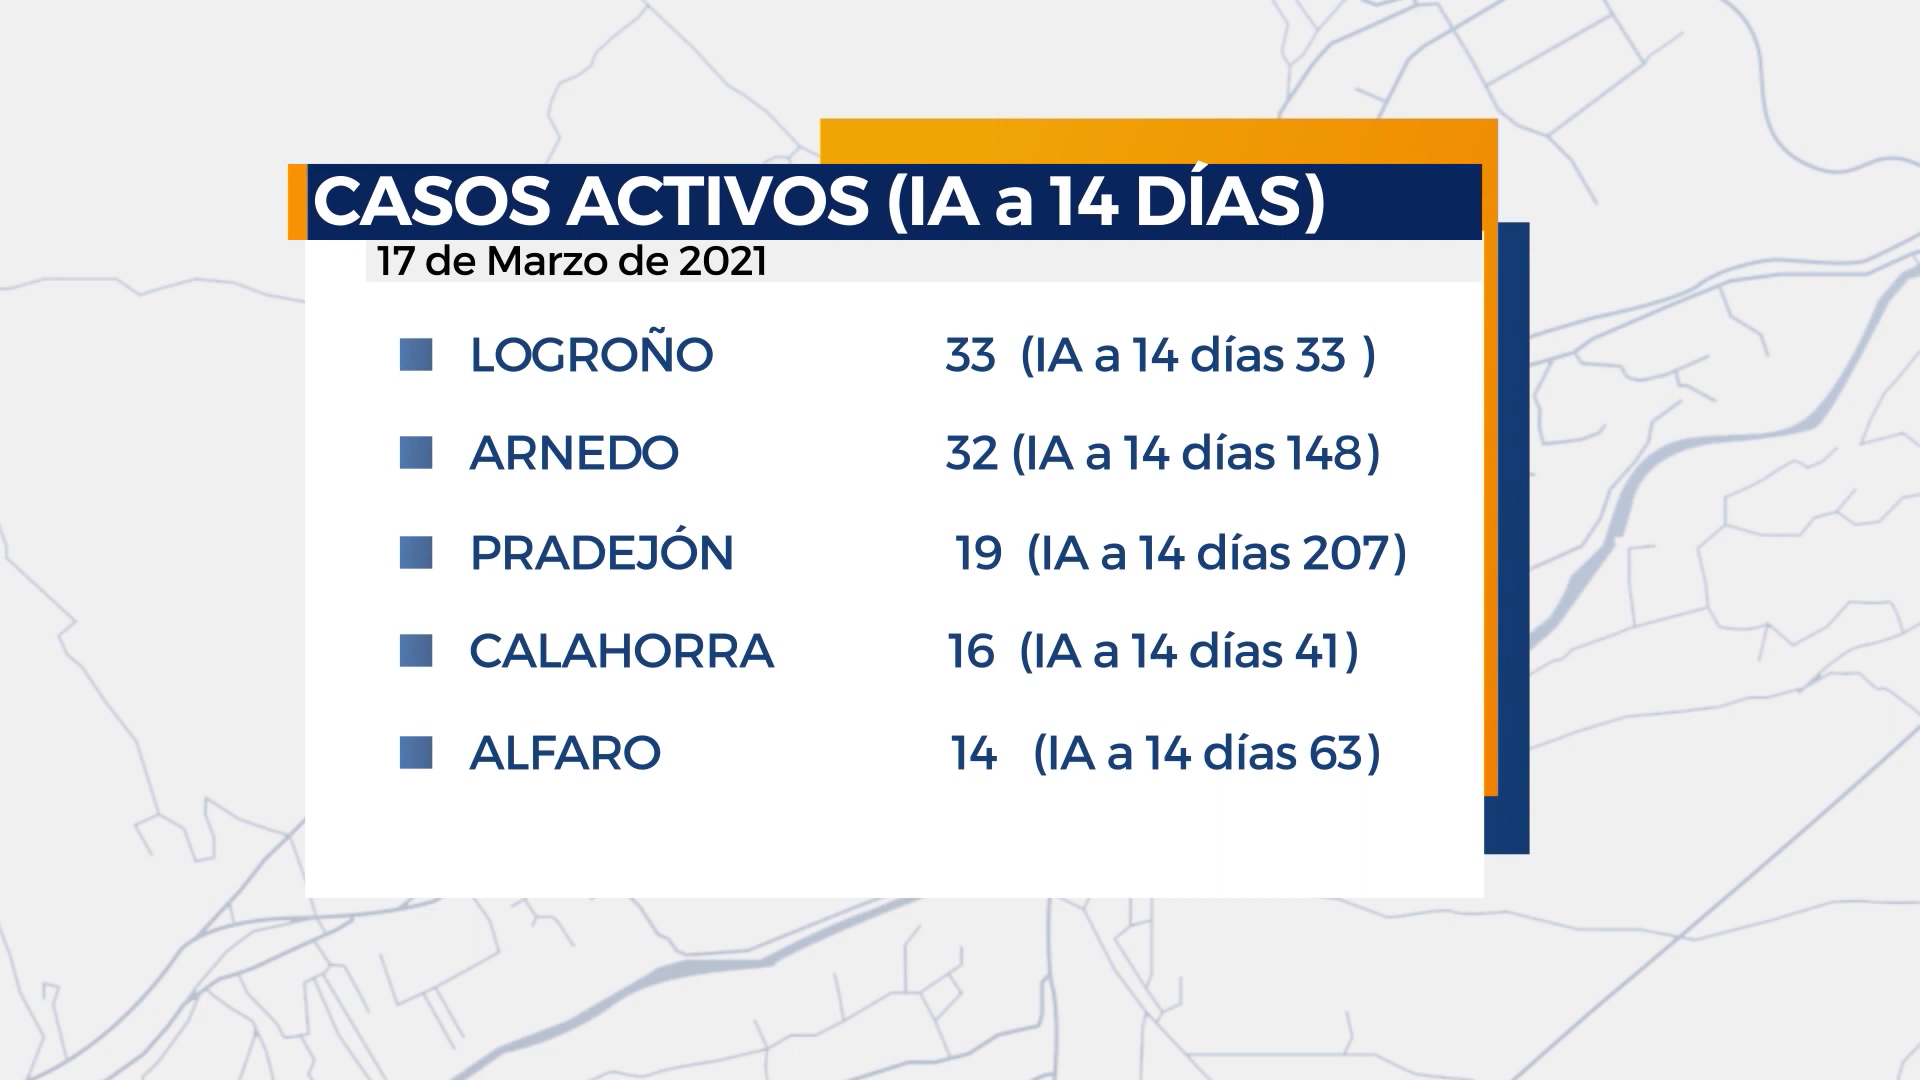 CASOS ACTIVOS (IA a 14 DÍAS)
17 de Marzo de 2021
LOGROÑO 33 (IA a 14 días 33 )
ARNEDO 32 (IA a 14 días 148)
PRADEJÓN 19 (IA a 14 días 207)
CALAHORRA 16 (IA a 14 días 41)
ALFARO 14 (IA a 14 días 63)